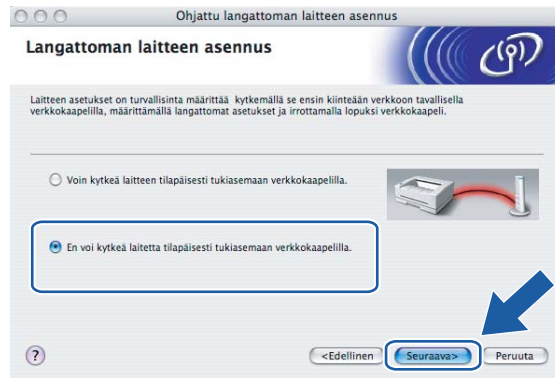 Ohjattu langattoman laitteen asennus
Langattoman laitteen asennus
Laitteen asetukset on turvallisinta määrittää kytkemällä se ensin kiinteään verkkoon tavallisella
verkkokaapelilla, määrittämällä langattomat asetukset ja irrottamalla lopuksi verkkokaapeli.
Voin kytkeä laitteen tilapäisesti tukiasemaan verkkokaapelilla.
En voi kytkeä laitetta tilapäisesti tukiasemaan verkkokaapelilla.
? <Edellinen Seuraava> Peruuta